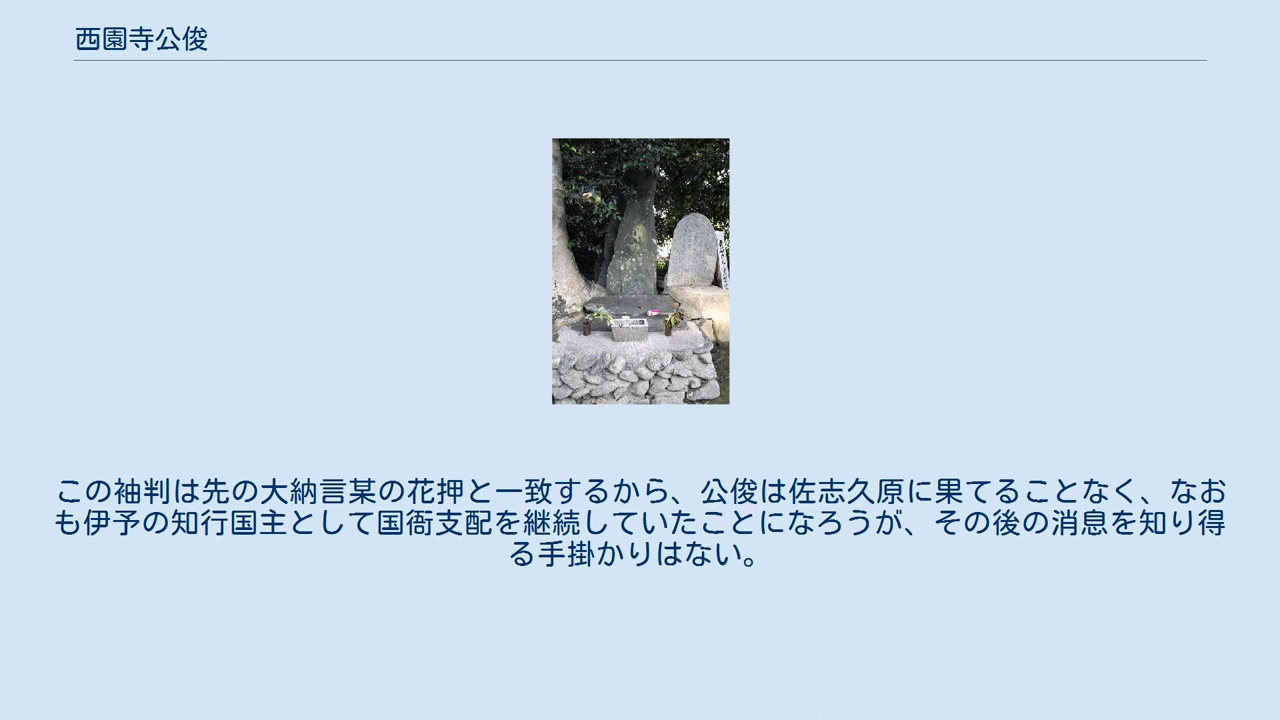 西園寺公俊
この袖判は先の大納言某の花押と一致するから、公俊は佐志久原に果てることなく、なお
も伊予の知行国主として国衙支配を継続していたことになろうが、その後の消息を知り得
る手掛かりはない。